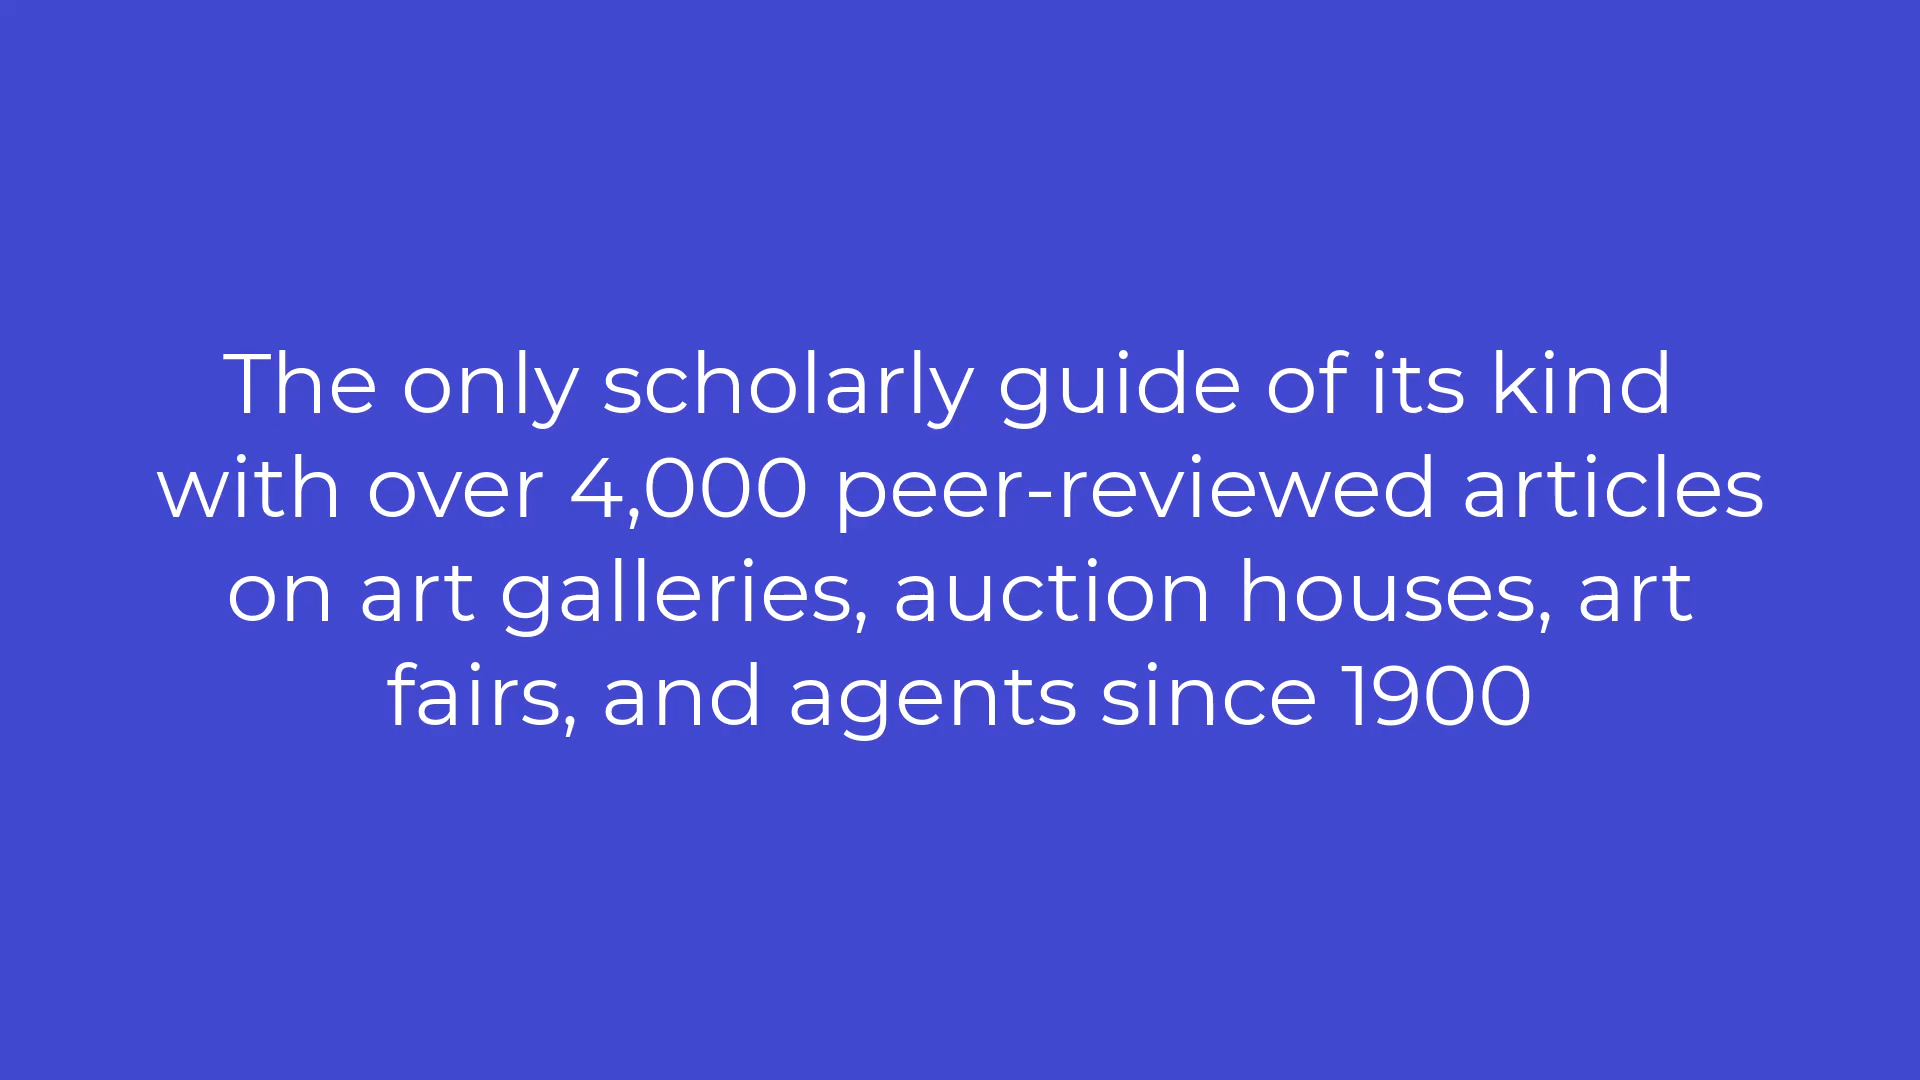 The only scholarly guide of its kind
with over 4,000 peer-reviewed articles
on art galleries, auction houses, art
fairs, and agents since 1900